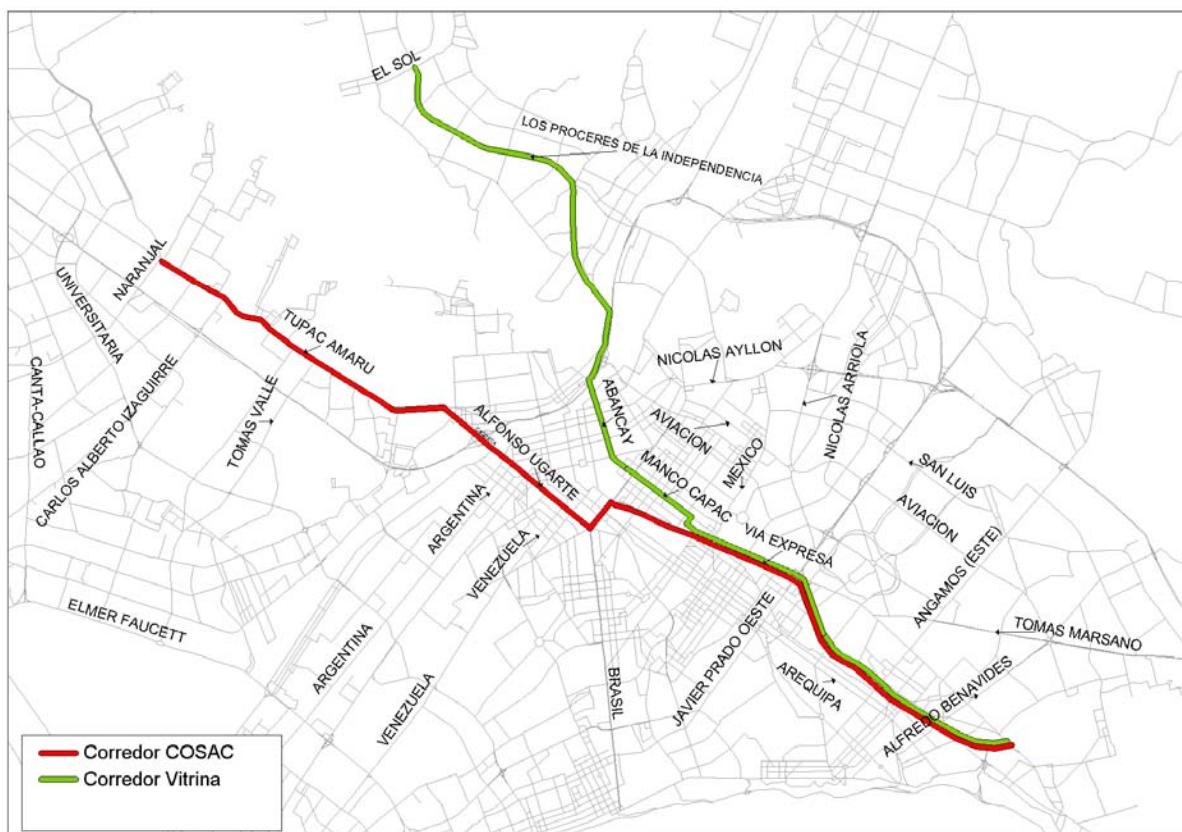 EL SOL
LOS PROCERES DE LA INDEPENDENCIA
NARANJAL
UNIVERSITARIA
TUPAC AMARU
CANTA-CALLAO
CARLOS ALBERTO IZAGUIRRE
TOMAS VALLE
NICOLAS AYLLON
NICOLAS ARRIOLA
ABANCAY
AVIACION
MEXICO
ALFONSO UGARTE
MANCO CAPAC
SAN LUIS
ARGENTINA
VENEZUELA
VIA EXPRESA
AVIACION
ANGAMOS (ESTE)
ELMER FAUCETT
ARGENTINA
VENEZUELA
BRASIL
JAVIER PRADO OESTE
AREQUIPA
TOMAS MARSANO
ALFREDO BENAVIDES
Corredor COSAC
Corredor Vitrina